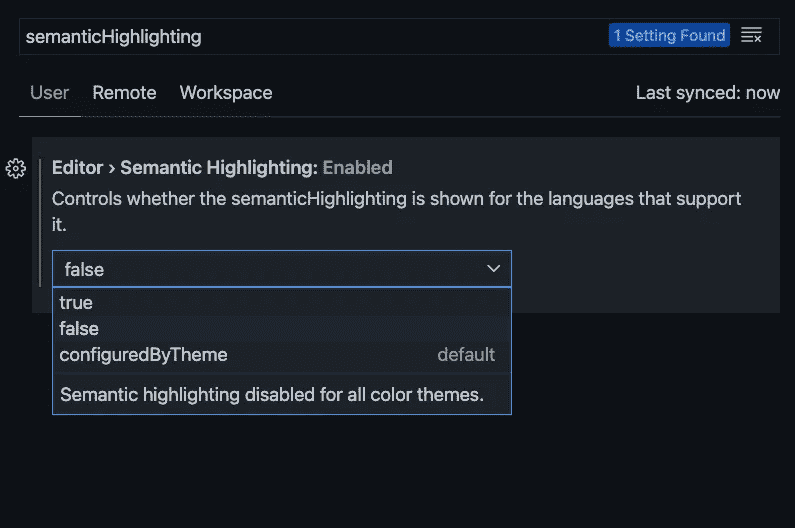 semanticHighlighting
1 Setting Found
User Remote Workspace
Last synced: now
Editor › Semantic Highlighting: Enabled
Controls whether the semanticHighlighting is shown for the languages that support
it.
false
true
false
configuredByTheme default
Semantic highlighting disabled for all color themes.